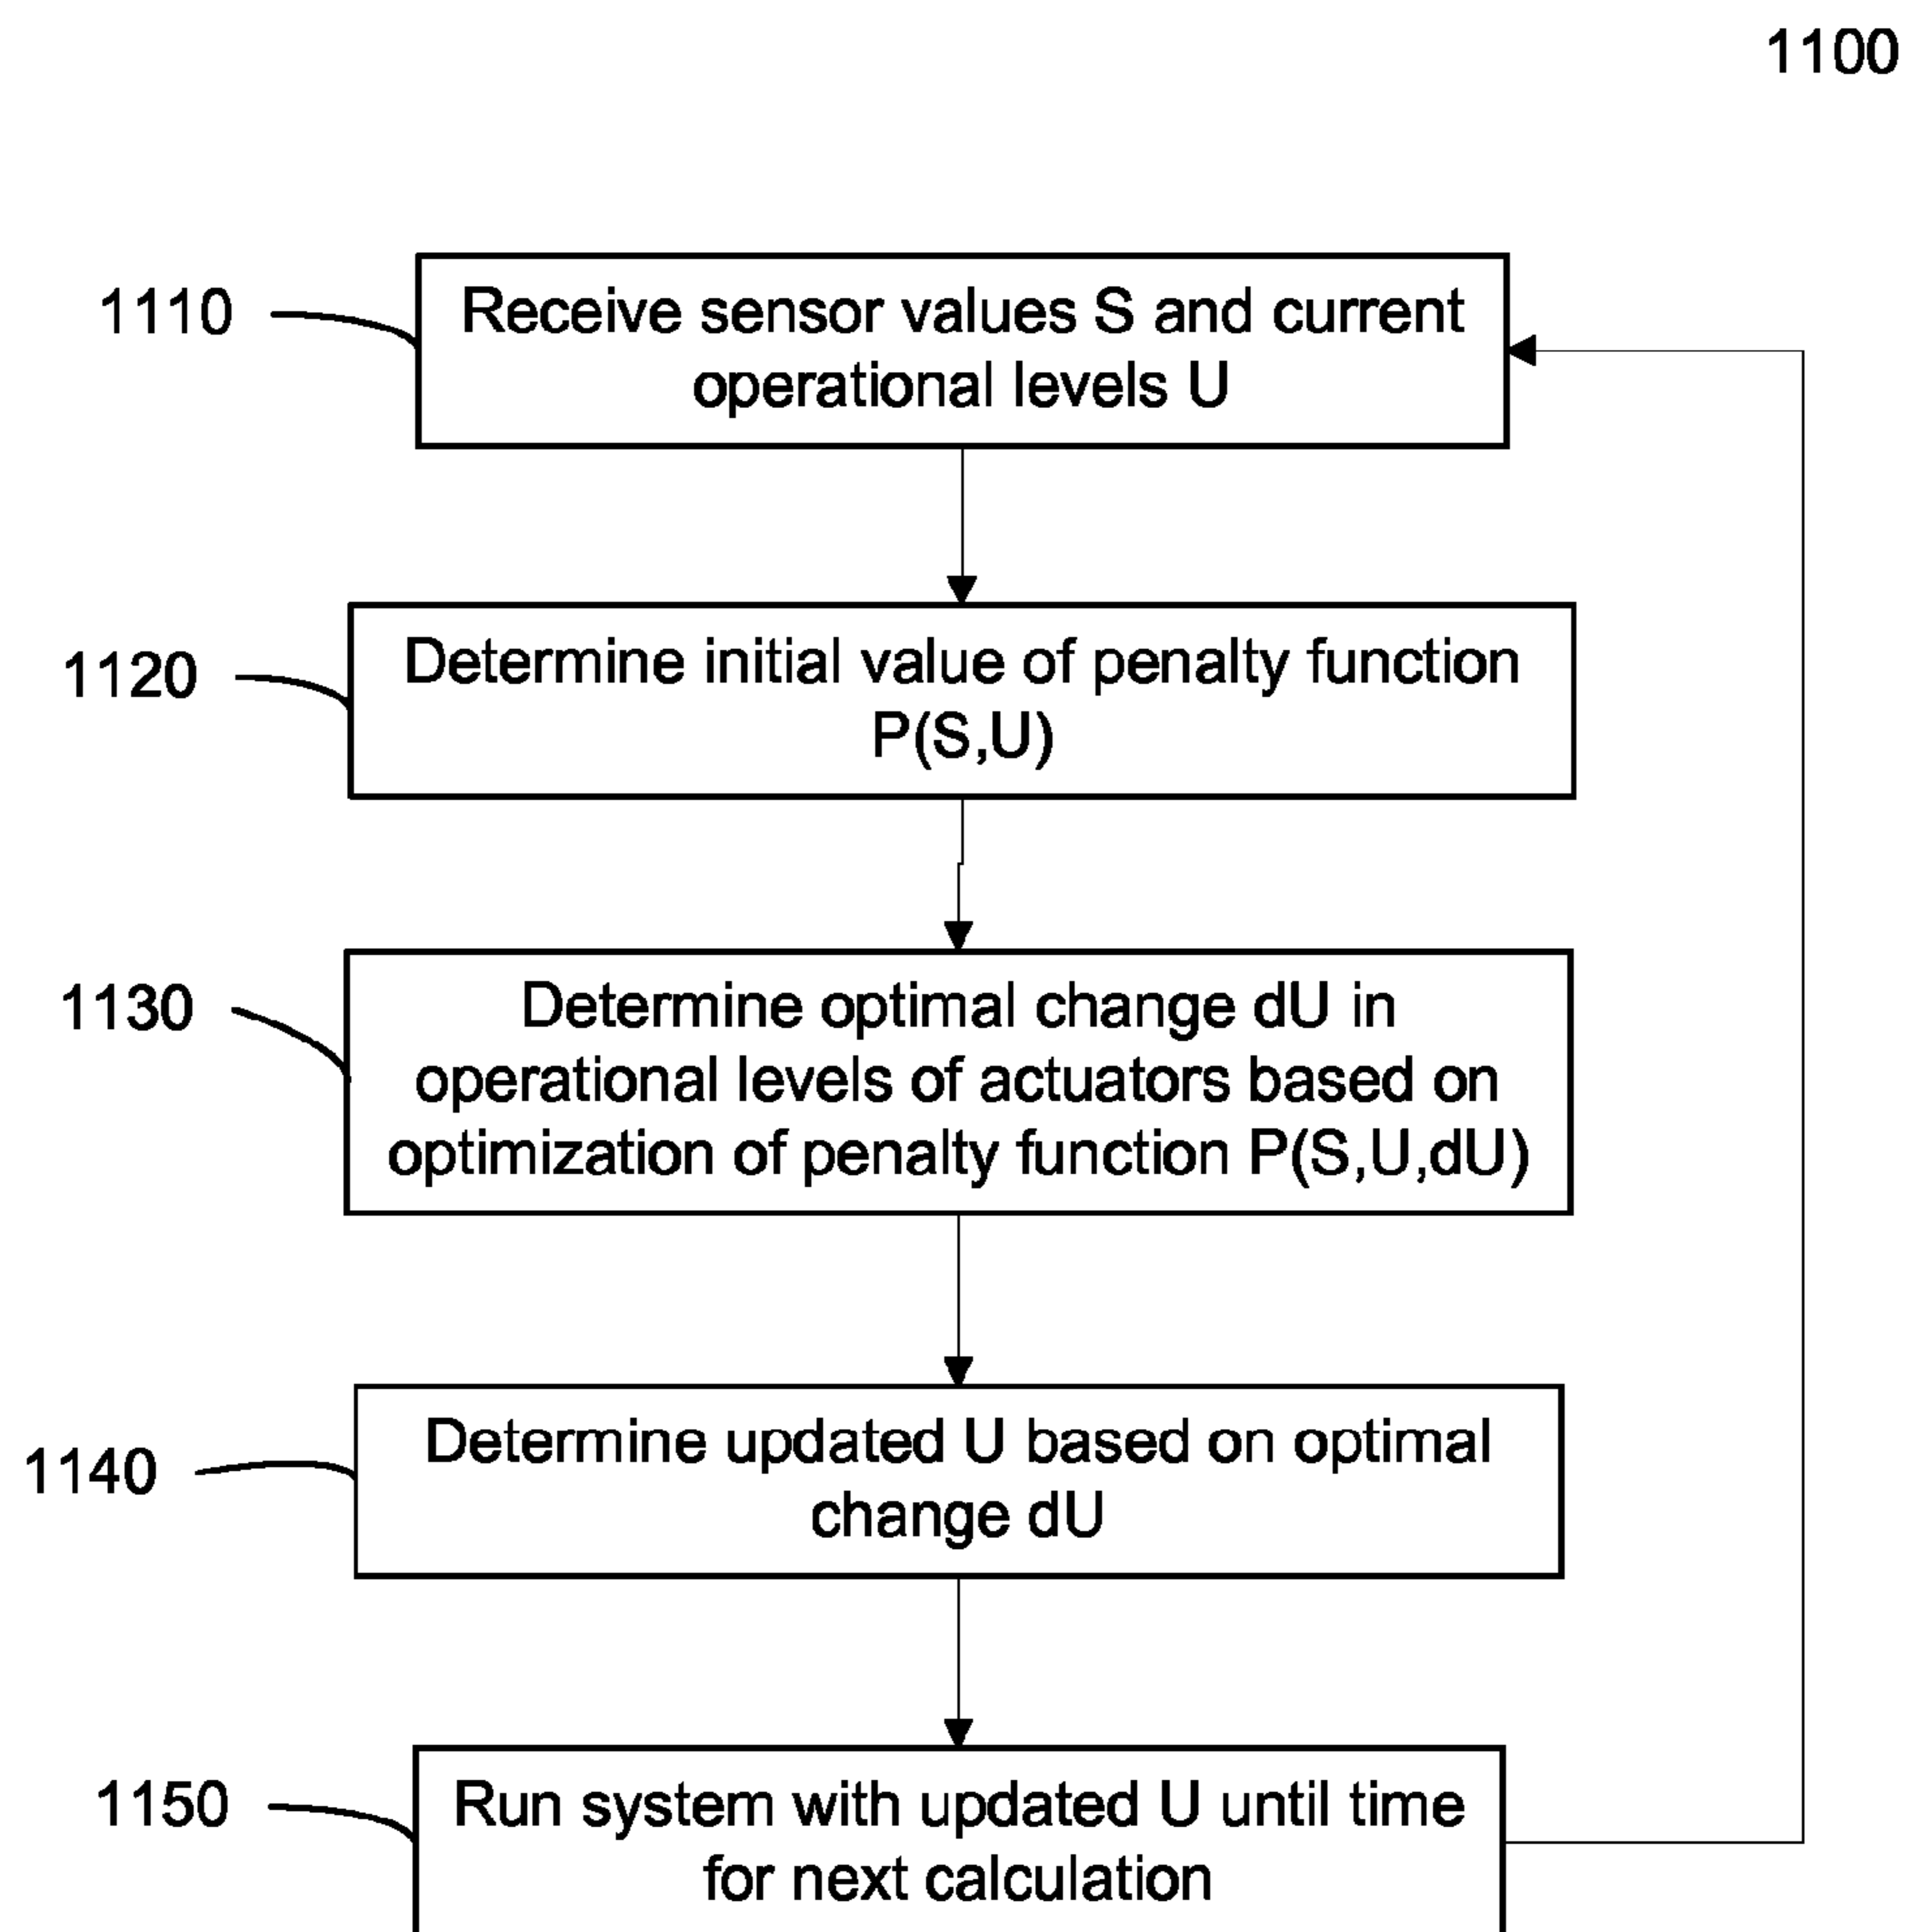 1100
1110
Receive sensor values S and current
operational levels U
1120
Determine initial value of penalty function
P(S,U)
1130
Determine optimal change dU in
operational levels of actuators based on
optimization of penalty function P(S,U,dU)
1140
Determine updated U based on optimal
change dU
1150
Run system with updated U until time
for next calculation